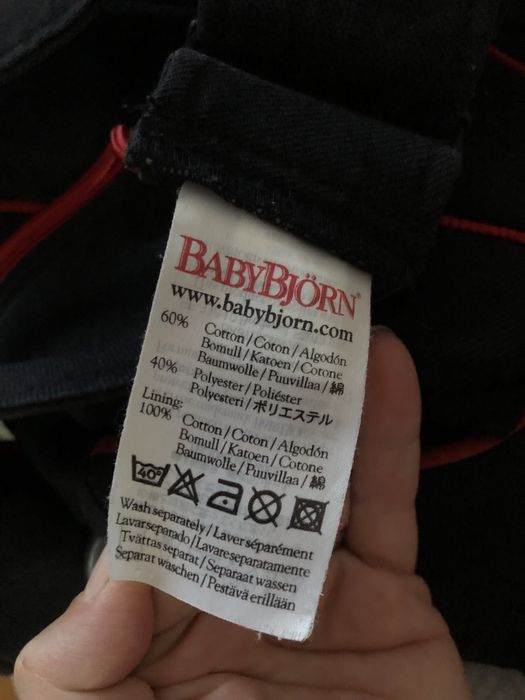 BABYBJÖRN®
www.babybjorn.com
60% Cotton / Coton / Algodón
Bomull / Katoen / Cotone
Baumwolle / Puuvillaa / 綿
40% Polyester / Poliéster
Polyesteri / ポリエステル
Lining:
100% Cotton / Coton / Algodón
Bomull / Katoen / Cotone
Baumwolle / Puuvillaa / 綿
40°
Wash separately / Laver séparément
Lavar separado / Lavare separatamente
Tvättas separat / Separaat wassen
Separat waschen / Pestävä erillään